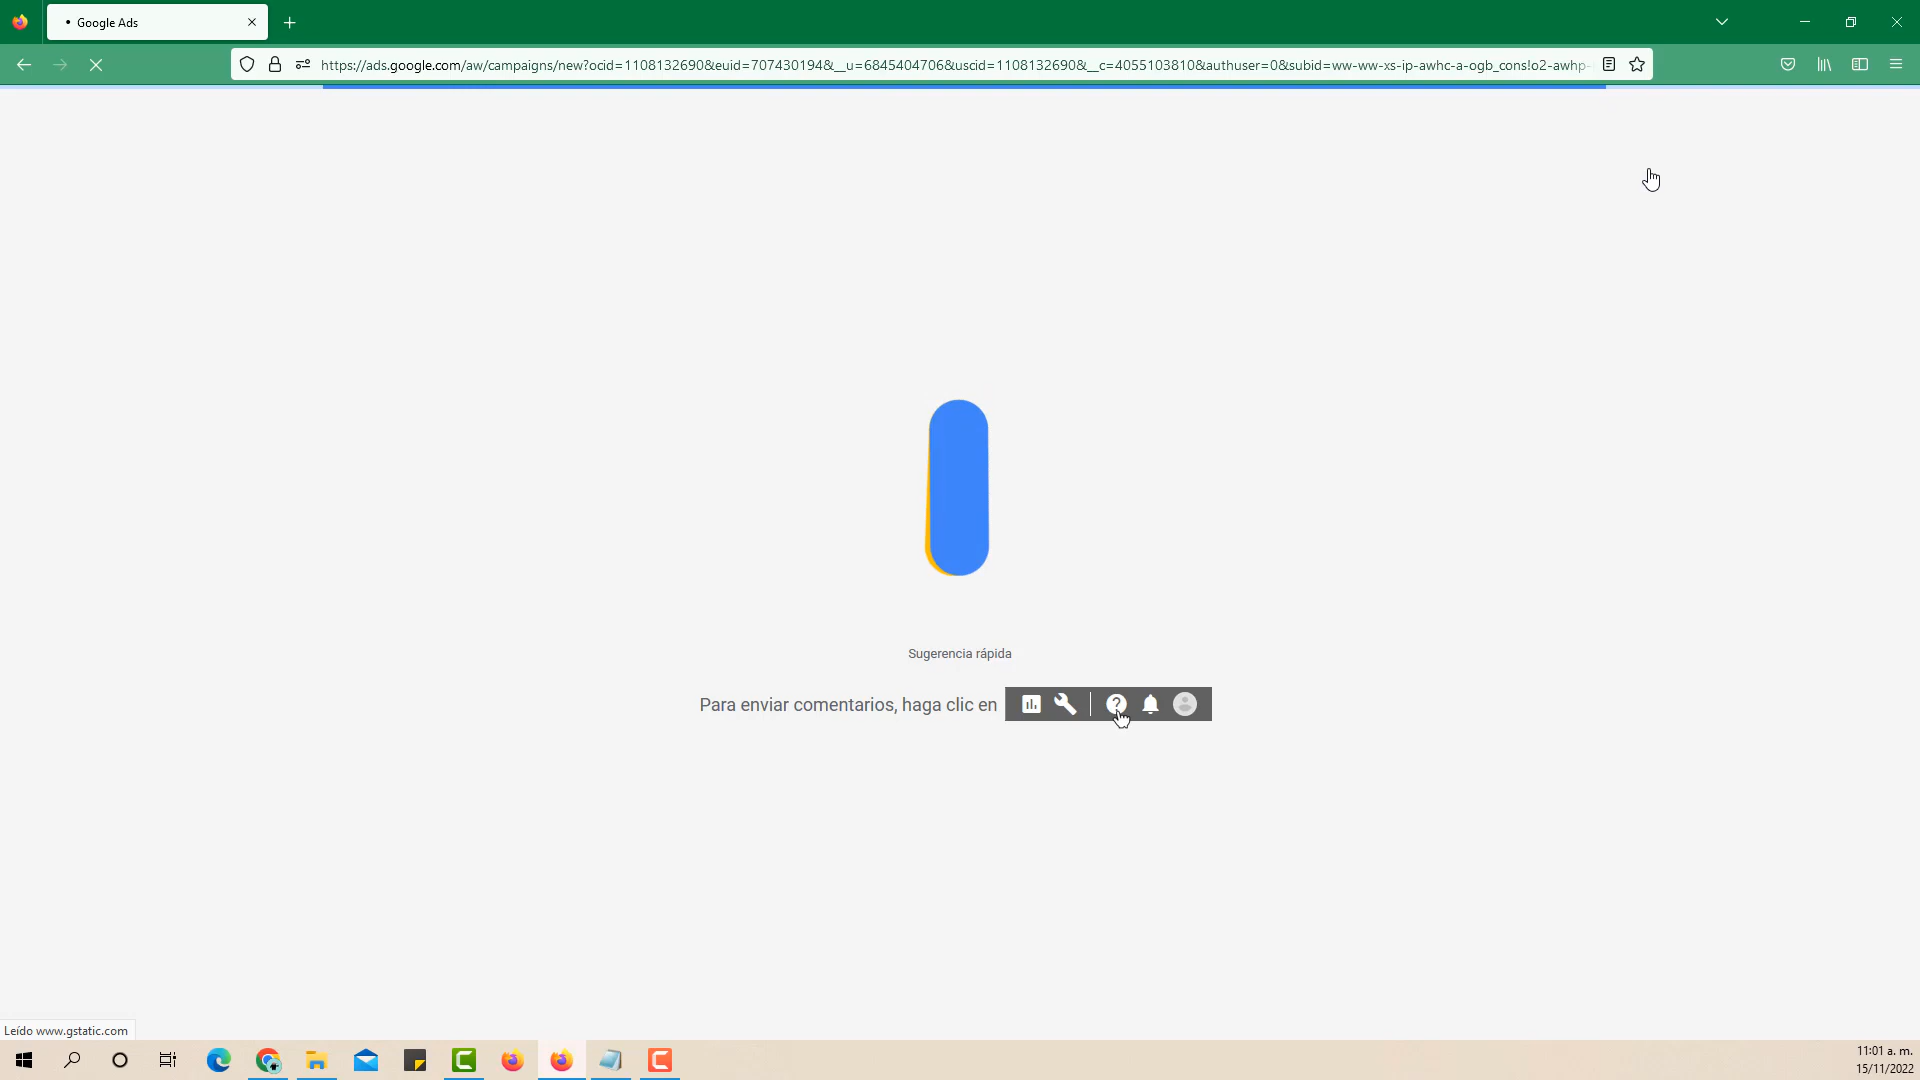 Google Ads
https://ads.google.com/aw/campaigns/new?ocid=1108132690&euid=707430194&__u=6845404706&uscid=1108132690&__c=4055103810&authuser=0&subid=ww-ww-xs-ip-awhc-a-ogb_cons!o2-awhp-
Sugerencia rápida
Para enviar comentarios, haga clic en
Leído www.gstatic.com
11:01 a. m.
15/11/2022